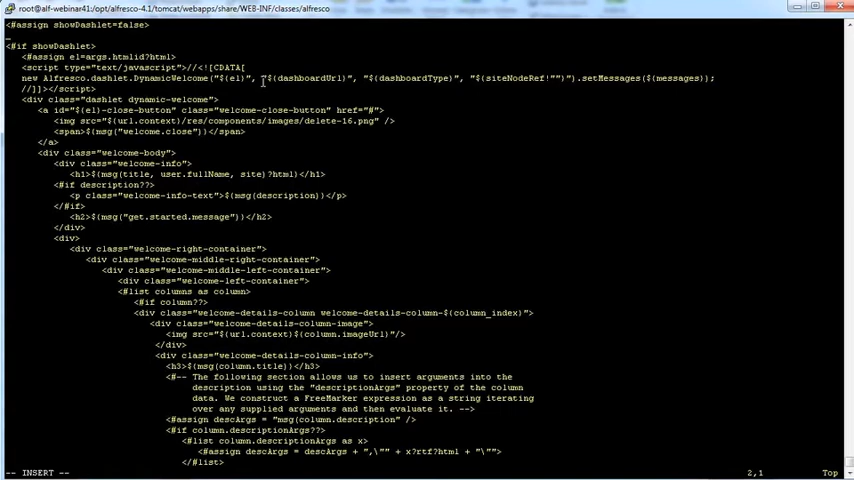 root@alf-webinar41:/opt/alfresco-4.1/tomcat/webapps/share/WEB-INF/classes/alfresco
<#assign showDashlet=false>
<#if showDashlet>
<#assign el=args.htmlid?html>
<script type="text/javascript">//<![CDATA[
new Alfresco.dashlet.DynamicWelcome("${el}", "${dashboardUrl}", "${dashboardType}", "${siteNodeRef!""}").setMessages(${messages});
//]]></script>
<div class="dashlet dynamic-welcome">
<a id="${el}-close-button" class="welcome-close-button" href="#">
<img src="${url.context}/res/components/images/delete-16.png" />
<span>${msg("welcome.close")}</span>
</a>
<div class="welcome-body">
<div class="welcome-info">
<h1>${msg(title, user.fullName, site)?html}</h1>
<#if description??>
<p class="welcome-info-text">${msg(description)}</p>
</#if>
<h2>${msg("get.started.message")}</h2>
</div>
<div>
<div class="welcome-right-container">
<div class="welcome-middle-right-container">
<div class="welcome-middle-left-container">
<div class="welcome-left-container">
<#list columns as column>
<#if column??>
<div class="welcome-details-column welcome-details-column-${column_index}">
<div class="welcome-details-column-image">
<img src="${url.context}${column.imageUrl}"/>
</div>
<div class="welcome-details-column-info">
<h3>${msg(column.title)}</h3>
<#-- The following section allows us to insert arguments into the
description using the "descriptionArgs" property of the column
data. We construct a FreeMarker expression as a string iterating
over any supplied arguments and then evaluate it. -->
<#assign descArgs = "msg(column.description" />
<#if column.descriptionArgs??>
<#list column.descriptionArgs as x>
<#assign descArgs = descArgs + ",\"" + x?rtf?html + "\"">
</#list>
-- INSERT --
2,1
Top